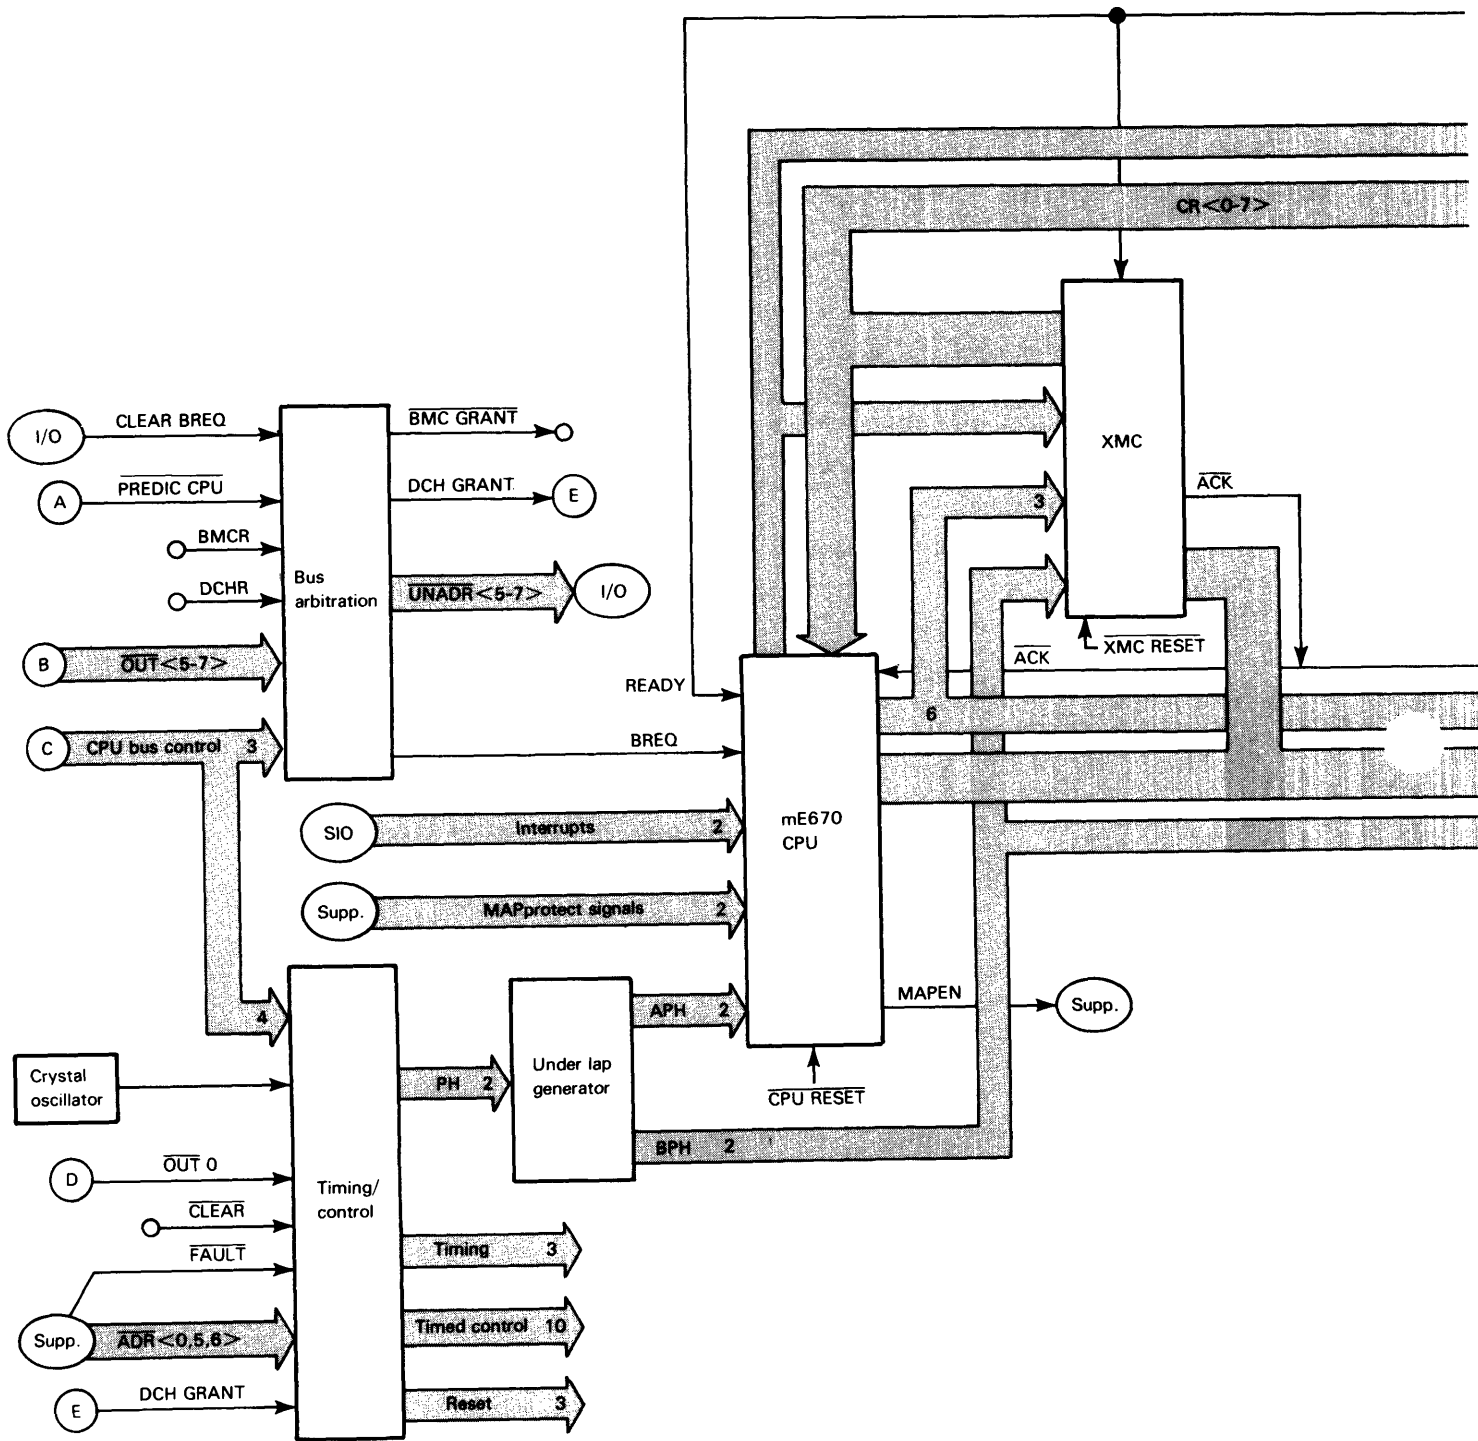 CR<0-7>
XMC
3
ACK
XMC RESET
ACK
6
I/O
CLEAR BREQ
BMC GRANT
A
PREDIC CPU
DCH GRANT
E
BMCR
DCHR
Bus
arbitration
UNADR<5-7>
I/O
B
OUT<5-7>
READY
C
CPU bus control 3
BREQ
SIO
Interrupts 2
mE670
CPU
Supp.
MAPprotect signals 2
MAPEN
Supp.
4
APH 2
Crystal
oscillator
PH 2
Under lap
generator
CPU RESET
BPH 2
D
OUT 0
Timing/
control
CLEAR
FAULT
Timing 3
Supp.
ADR<0,5,6>
Timed control 10
E
DCH GRANT
Reset 3